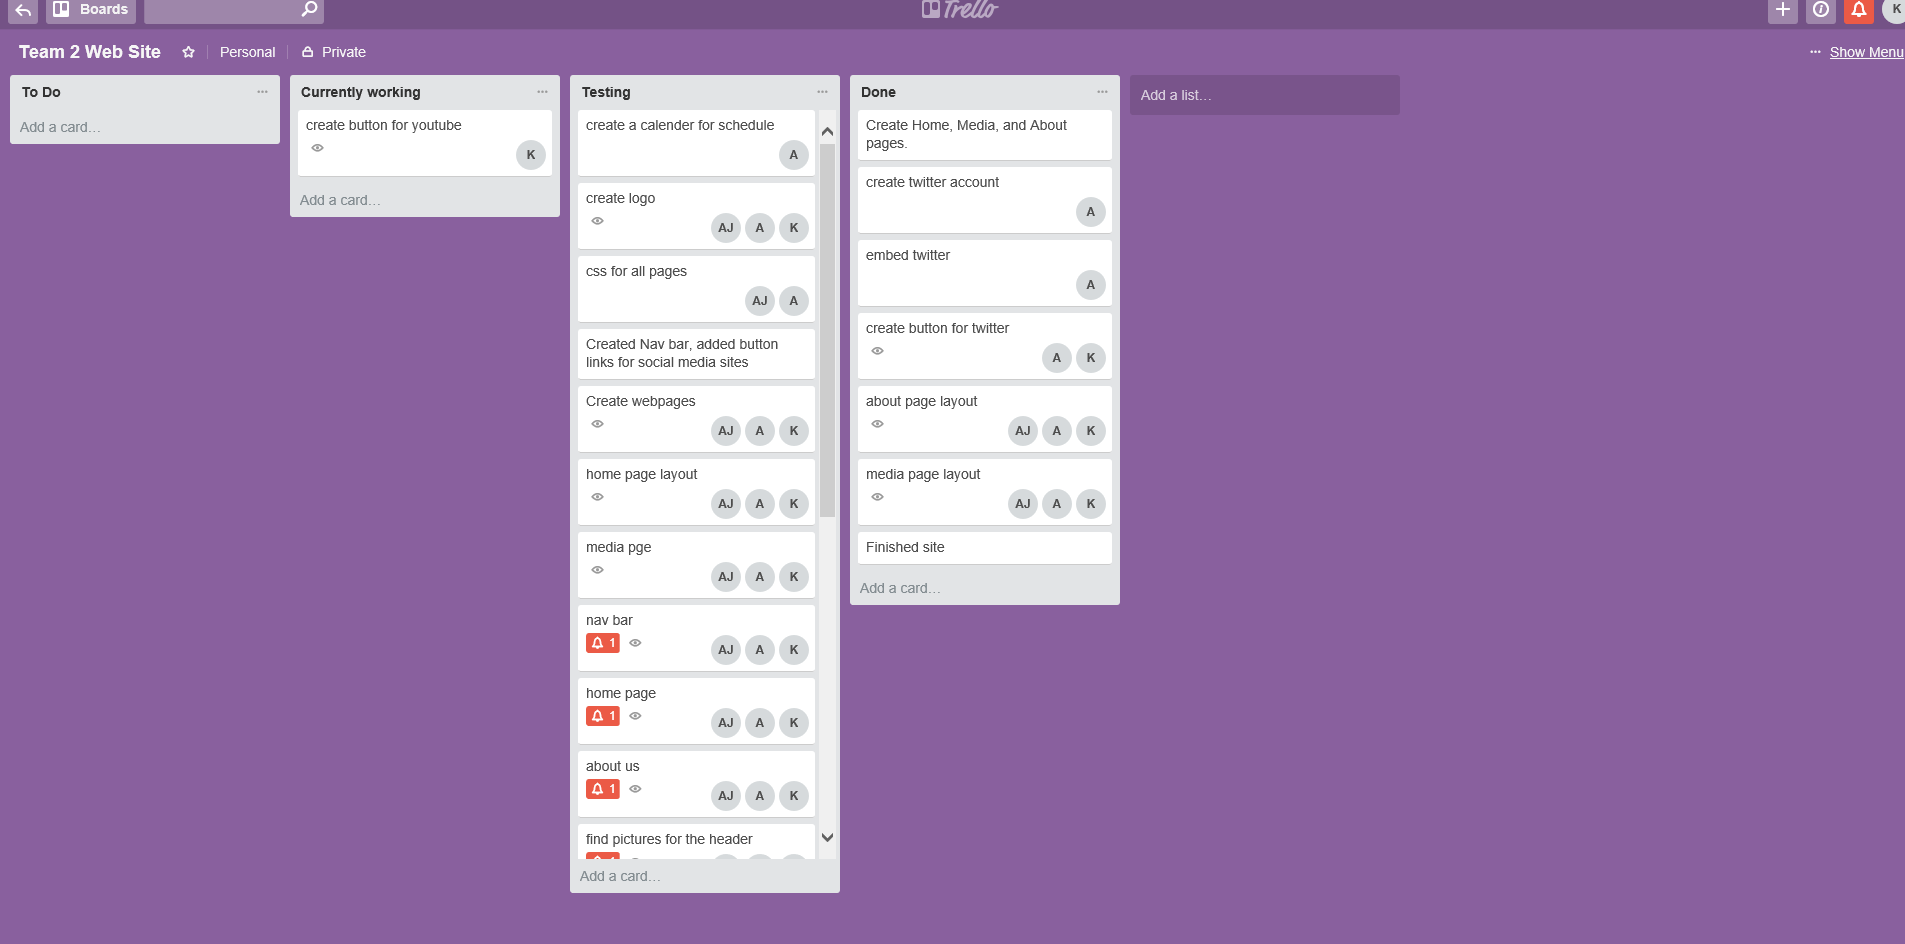 Boards
Trello
K
Team 2 Web Site
Personal
Private
... Show Menu
To Do
...
Add a card...
Currently working
...
create button for youtube
K
Add a card...
Testing
...
create a calender for schedule
A
create logo
AJ A K
css for all pages
AJ A
Created Nav bar, added button
links for social media sites
Create webpages
AJ A K
home page layout
AJ A K
media pge
AJ A K
nav bar
1
AJ A K
home page
1
AJ A K
about us
1
AJ A K
find pictures for the header
Add a card...
Done
...
Create Home, Media, and About
pages.
create twitter account
A
embed twitter
A
create button for twitter
A K
about page layout
AJ A K
media page layout
AJ A K
Finished site
Add a card...
Add a list...